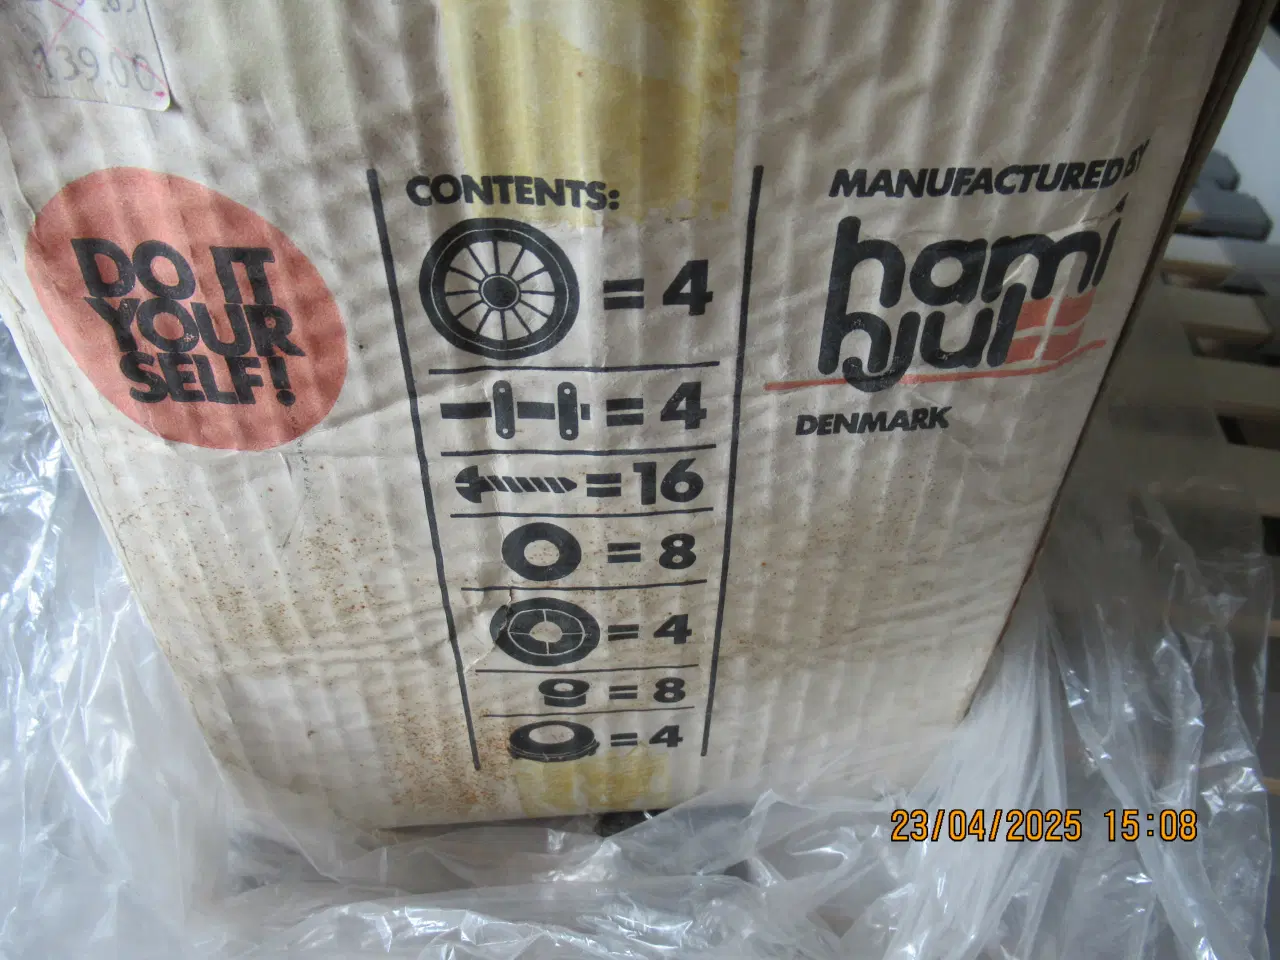 139.00
DO IT
YOUR
SELF!
CONTENTS:
= 4
= 4
= 16
= 8
= 4
= 8
= 4
MANUFACTURED BY
hami
hjul
DENMARK
23/04/2025 15:08